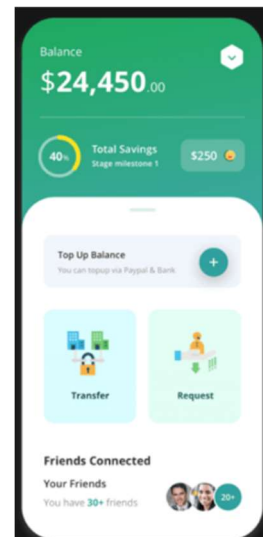 Balance
$24,450.00
40%
Total Savings
Stage milestone 1
$250
Top Up Balance
You can topup via Paypal & Bank
Transfer
Request
Friends Connected
Your Friends
You have 30+ friends
20+